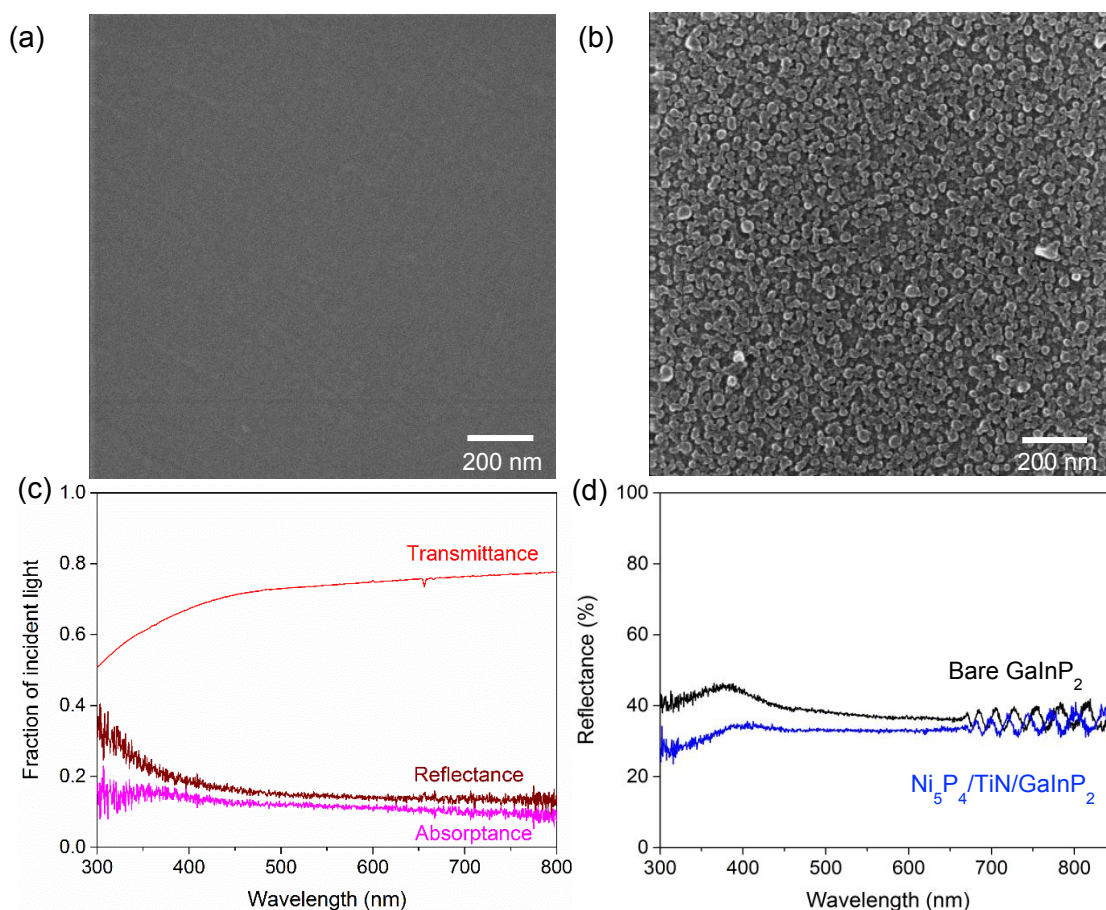 (a)
(b)
200 nm
200 nm
(c)
(d)
1.0
0.8
0.6
0.4
0.2
0.0
Fraction of incident light
Transmittance
Reflectance
Absorptance
300 400 500 600 700 800
Wavelength (nm)
100
80
60
40
20
0
Reflectance (%)
Bare GaInP₂
Ni₅P₄/TiN/GaInP₂
300 400 500 600 700 800
Wavelength (nm)